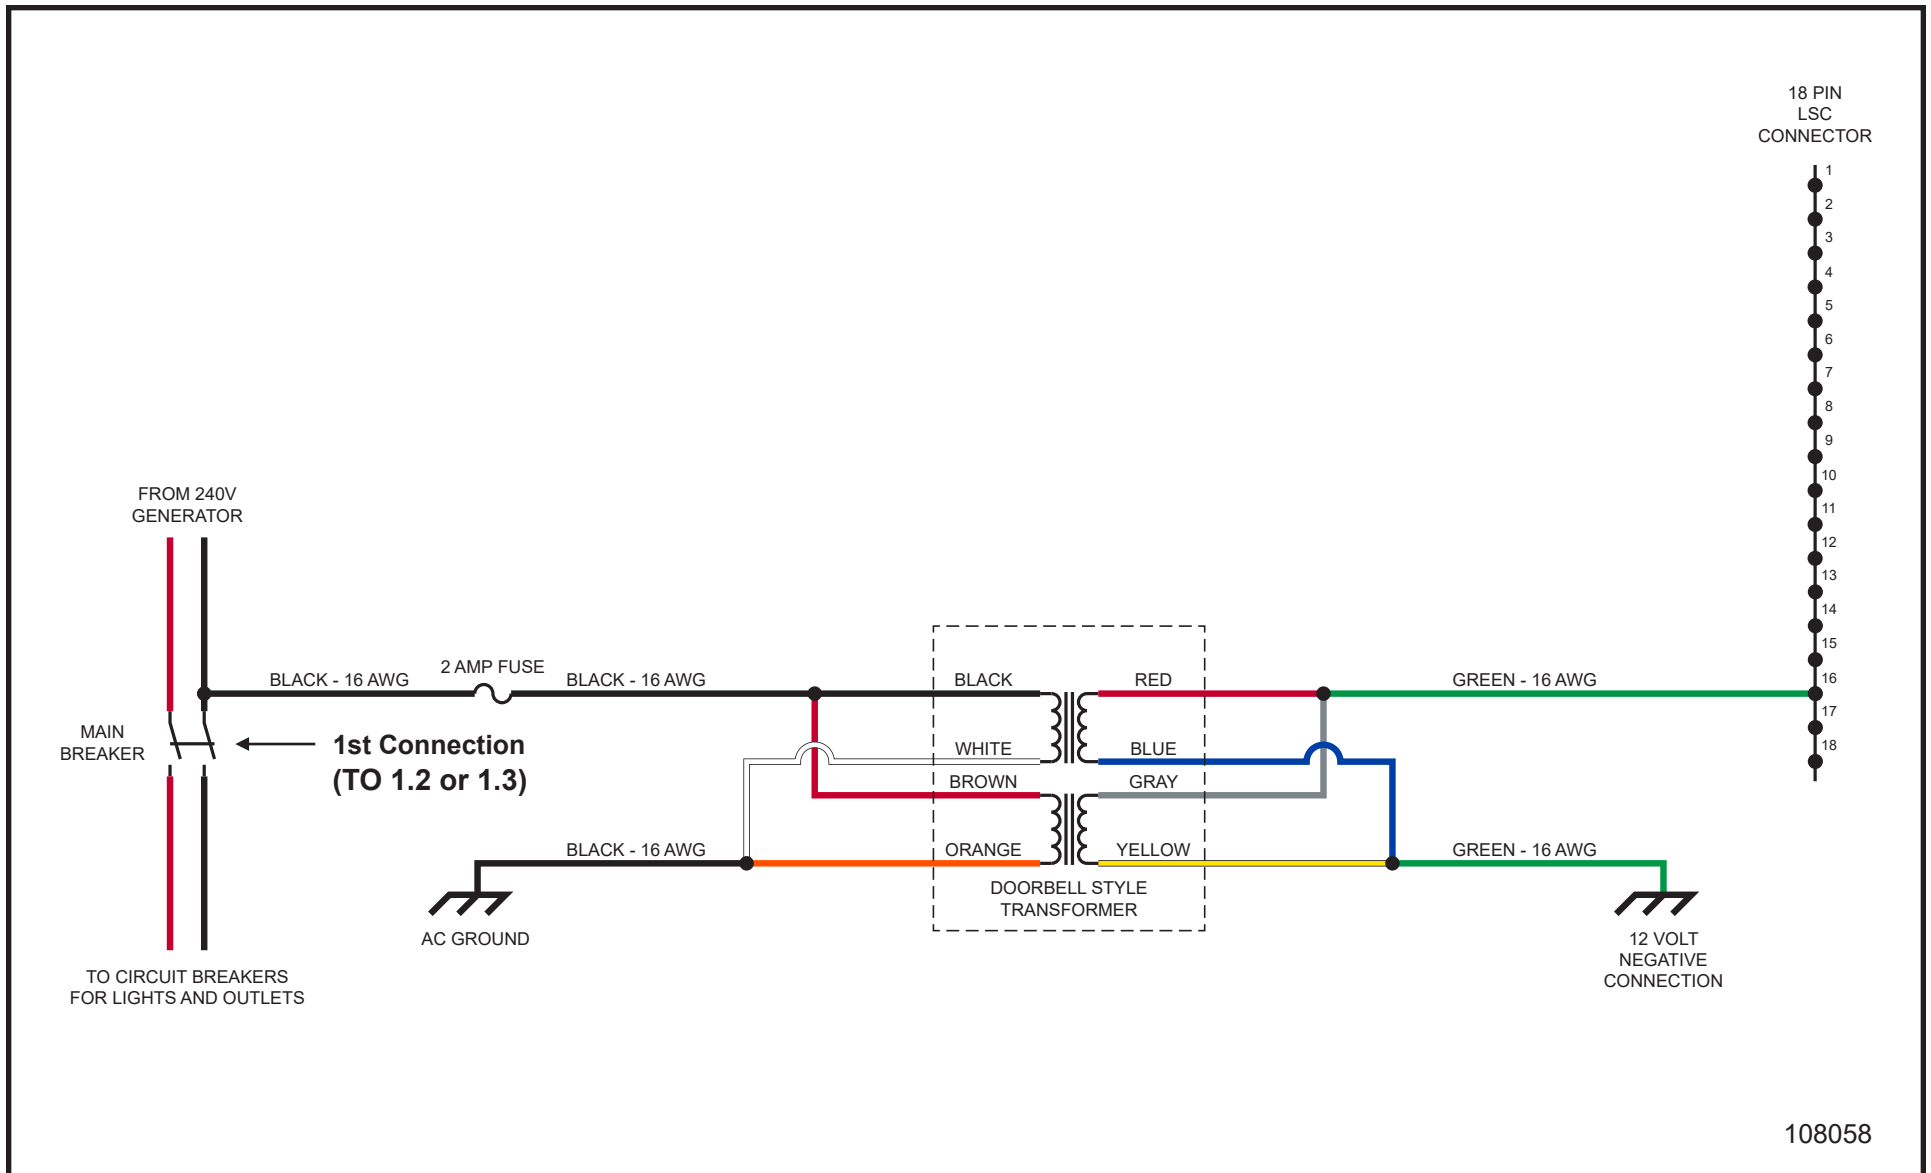 18 PIN
LSC
CONNECTOR
1
2
3
4
5
6
7
8
9
10
11
12
13
14
15
16
17
18
FROM 240V
GENERATOR
BLACK - 16 AWG
2 AMP FUSE
BLACK - 16 AWG
BLACK
RED
GREEN - 16 AWG
MAIN
BREAKER
1st Connection
(TO 1.2 or 1.3)
WHITE
BLUE
BROWN
GRAY
BLACK - 16 AWG
ORANGE
YELLOW
GREEN - 16 AWG
DOORBELL STYLE
TRANSFORMER
AC GROUND
12 VOLT
NEGATIVE
CONNECTION
TO CIRCUIT BREAKERS
FOR LIGHTS AND OUTLETS
108058